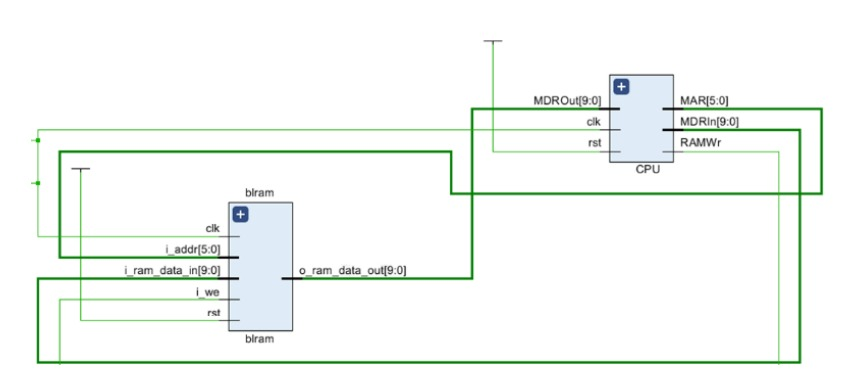 MDROut[9:0]
MAR[5:0]
clk
MDRIn[9:0]
rst
RAMWr
CPU
blram
clk
i_addr[5:0]
i_ram_data_in[9:0]
o_ram_data_out[9:0]
i_we
rst
blram